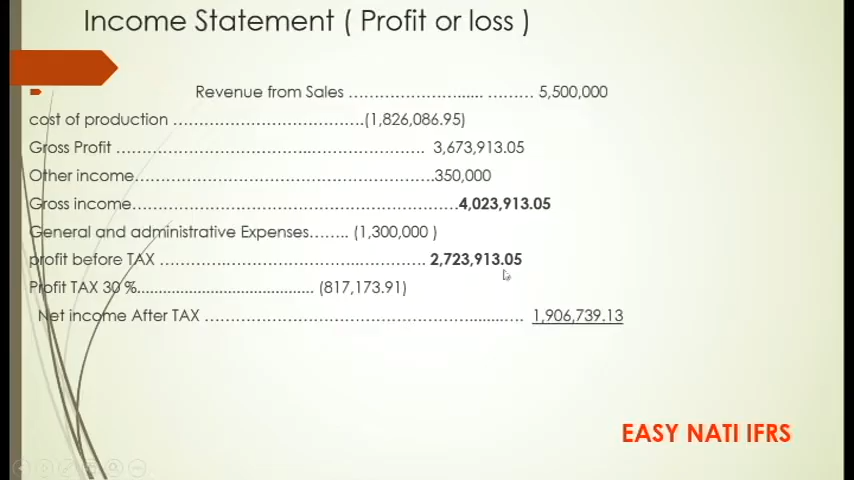 Income Statement ( Profit or loss )
Revenue from Sales ………………….….... ……… 5,500,000
cost of production ……………………………….(1,826,086.95)
Gross Profit ………………………………..………………………. 3,673,913.05
Other income……………………………………………………….350,000
Gross income……………………………………………………….4,023,913.05
General and administrative Expenses…….. (1,300,000 )
profit before TAX ………………………………..……………… 2,723,913.05
Profit TAX 30 %......................................... (817,173.91)
Net income After TAX …………………………………………………........…. 1,906,739.13
EASY NATI IFRS